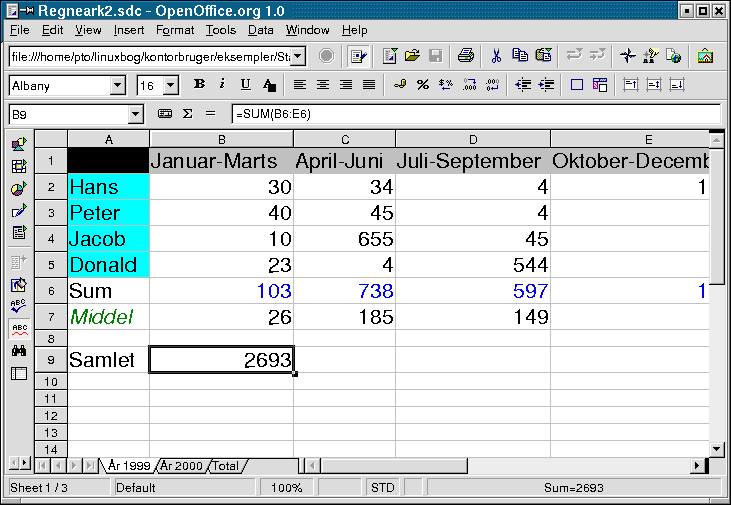 Regneark2.sdc - OpenOffice.org 1.0
File Edit View Insert Format Tools Data Window Help
file:///home/pto/linuxbog/kontorbruger/eksempler/Sta
Albany 16 B i U A
B9 Σ = =SUM(B6:E6)
A B C D E
1 Januar-Marts April-Juni Juli-September Oktober-Decemb
2 Hans 30 34 4 1
3 Peter 40 45 4
4 Jacob 10 655 45
5 Donald 23 4 544
6 Sum 103 738 597 1
7 Middel 26 185 149
8
9 Samlet 2693
10
11
12
13
14
År 1999 År 2000 Total
Sheet 1 / 3 Default 100% STD Sum=2693